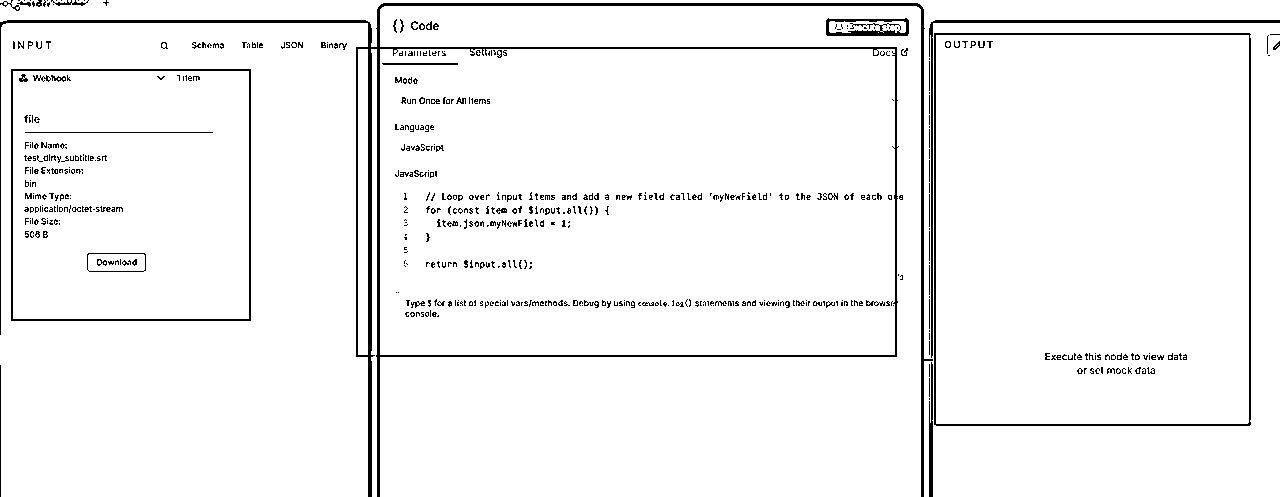 INPUT
Schema Table JSON Binary
Webhook 1 item
file
File Name:
test_dirty_subtitle.srt
File Extension:
bin
Mime Type:
application/octet-stream
File Size:
508 B
Download
{} Code
Execute step
Parameters Settings Docs
Mode
Run Once for All Items
Language
JavaScript
JavaScript
1 // Loop over input items and add a new field called 'myNewField' to the JSON of each one
2 for (const item of $input.all()) {
3 item.json.myNewField = 1;
4 }
5
6 return $input.all();
Type $ for a list of special vars/methods. Debug by using console.log() statements and viewing their output in the browser
console.
OUTPUT
Execute this node to view data
or set mock data